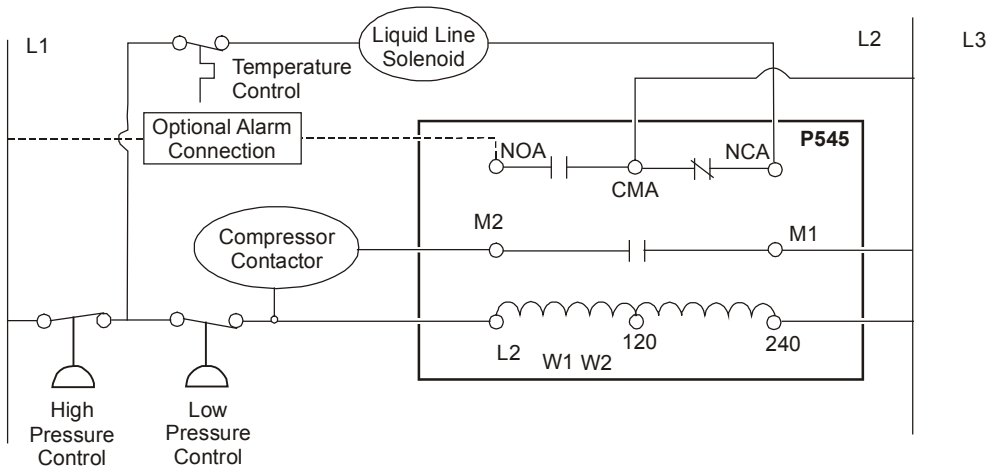 L1
Liquid Line
Solenoid
L2
L3
Temperature
Control
Optional Alarm
Connection
P545
NOA
NCA
CMA
M2
M1
Compressor
Contactor
L2
120
240
W1 W2
High
Pressure
Control
Low
Pressure
Control